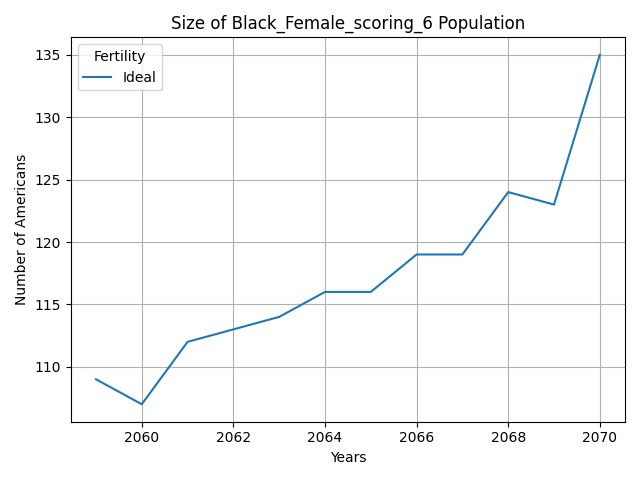 Size of Black_Female_scoring_6 Population
Fertility
Ideal
Number of Americans
135
130
125
120
115
110
2060 2062 2064 2066 2068 2070
Years